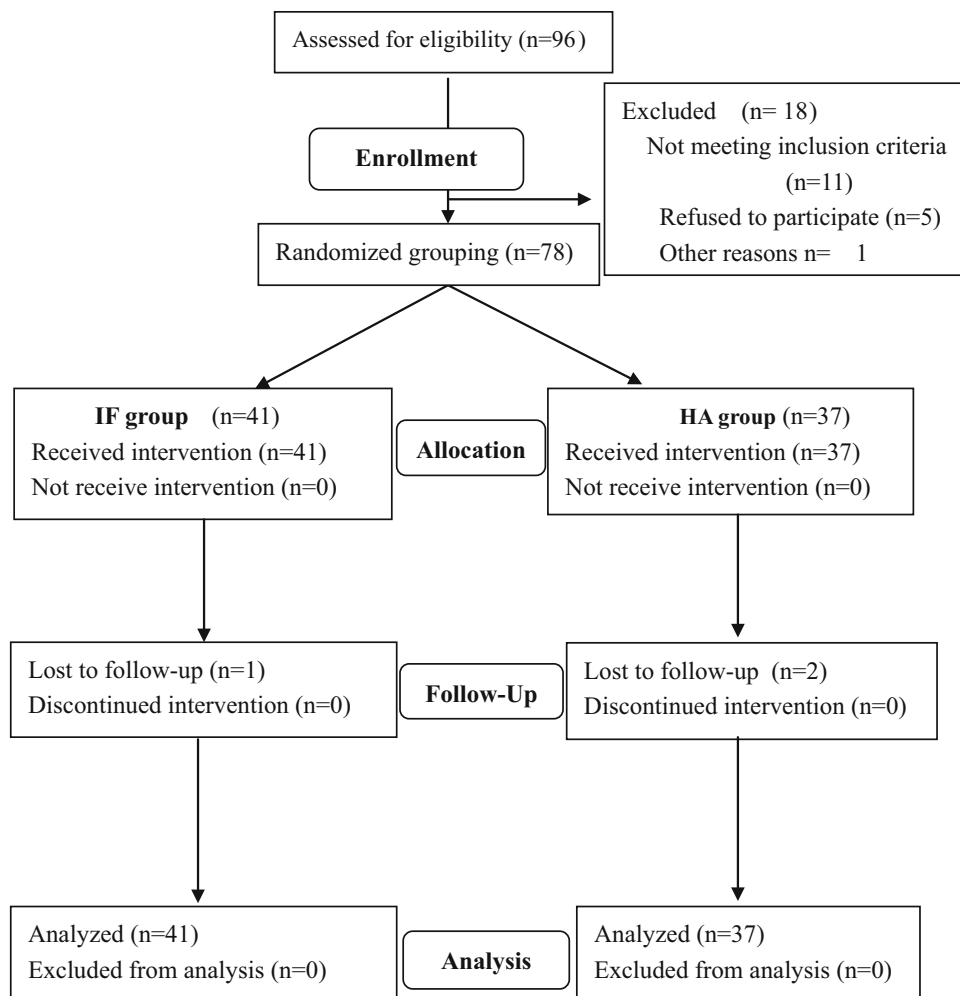 Assessed for eligibility (n=96)
Excluded (n= 18)
Not meeting inclusion criteria
(n=11)
Refused to participate (n=5)
Other reasons n= 1
Enrollment
Randomized grouping (n=78)
IF group (n=41)
Received intervention (n=41)
Not receive intervention (n=0)
Allocation
HA group (n=37)
Received intervention (n=37)
Not receive intervention (n=0)
Lost to follow-up (n=1)
Discontinued intervention (n=0)
Follow-Up
Lost to follow-up (n=2)
Discontinued intervention (n=0)
Analyzed (n=41)
Excluded from analysis (n=0)
Analysis
Analyzed (n=37)
Excluded from analysis (n=0)